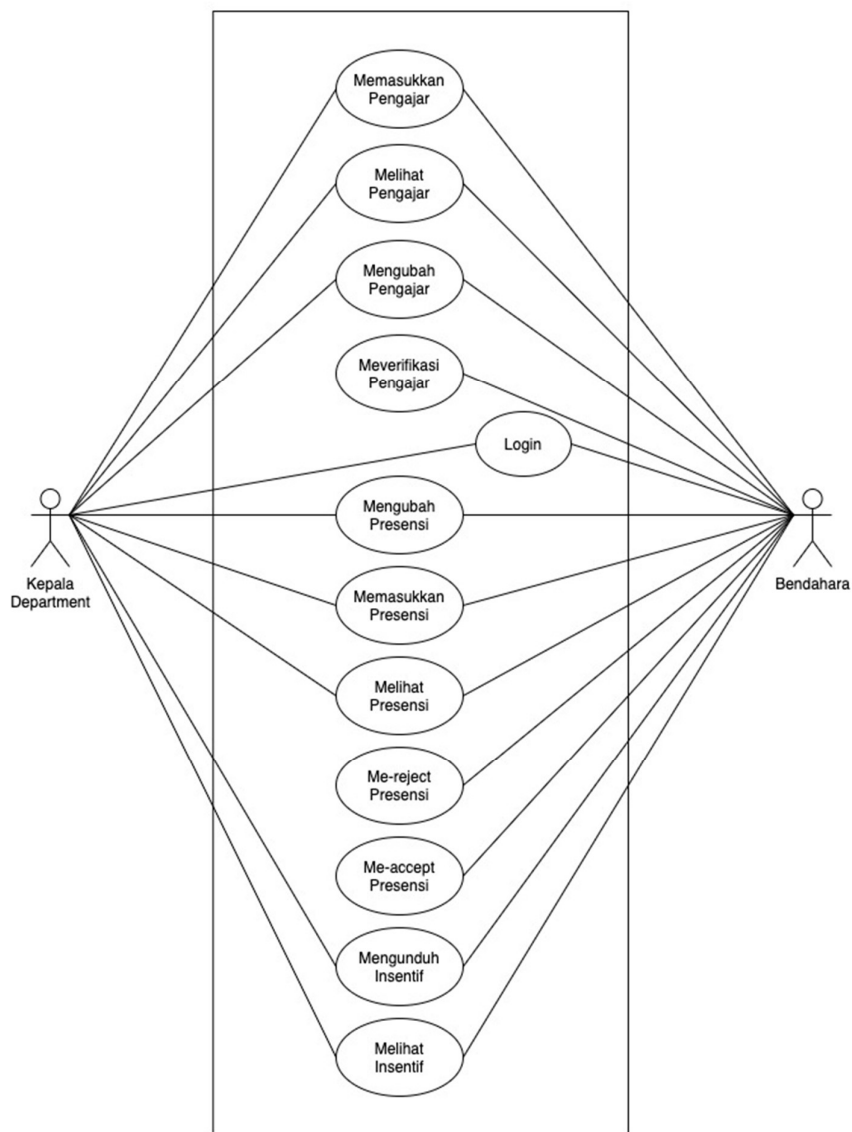 Memasukkan
Pengajar
Melihat
Pengajar
Mengubah
Pengajar
Meverifikasi
Pengajar
Login
Mengubah
Presensi
Kepala
Department
Bendahara
Memasukkan
Presensi
Melihat
Presensi
Me-reject
Presensi
Me-accept
Presensi
Mengunduh
Insentif
Melihat
Insentif